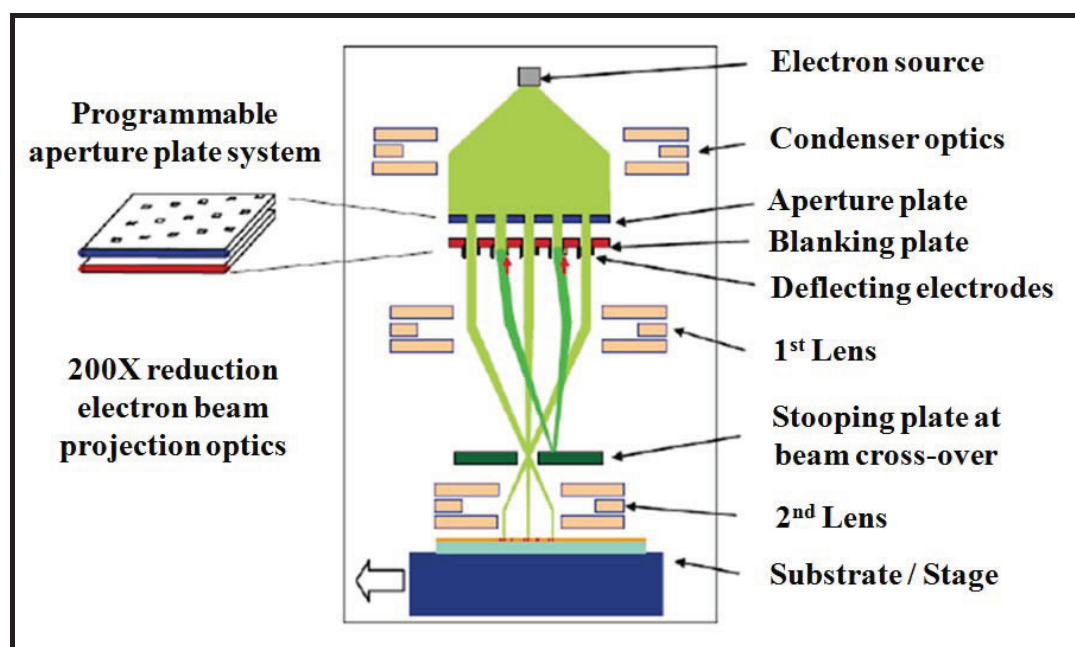 Programmable
aperture plate system
200X reduction
electron beam
projection optics
Electron source
Condenser optics
Aperture plate
Blanking plate
Deflecting electrodes
1st Lens
Stooping plate at
beam cross-over
2nd Lens
Substrate / Stage